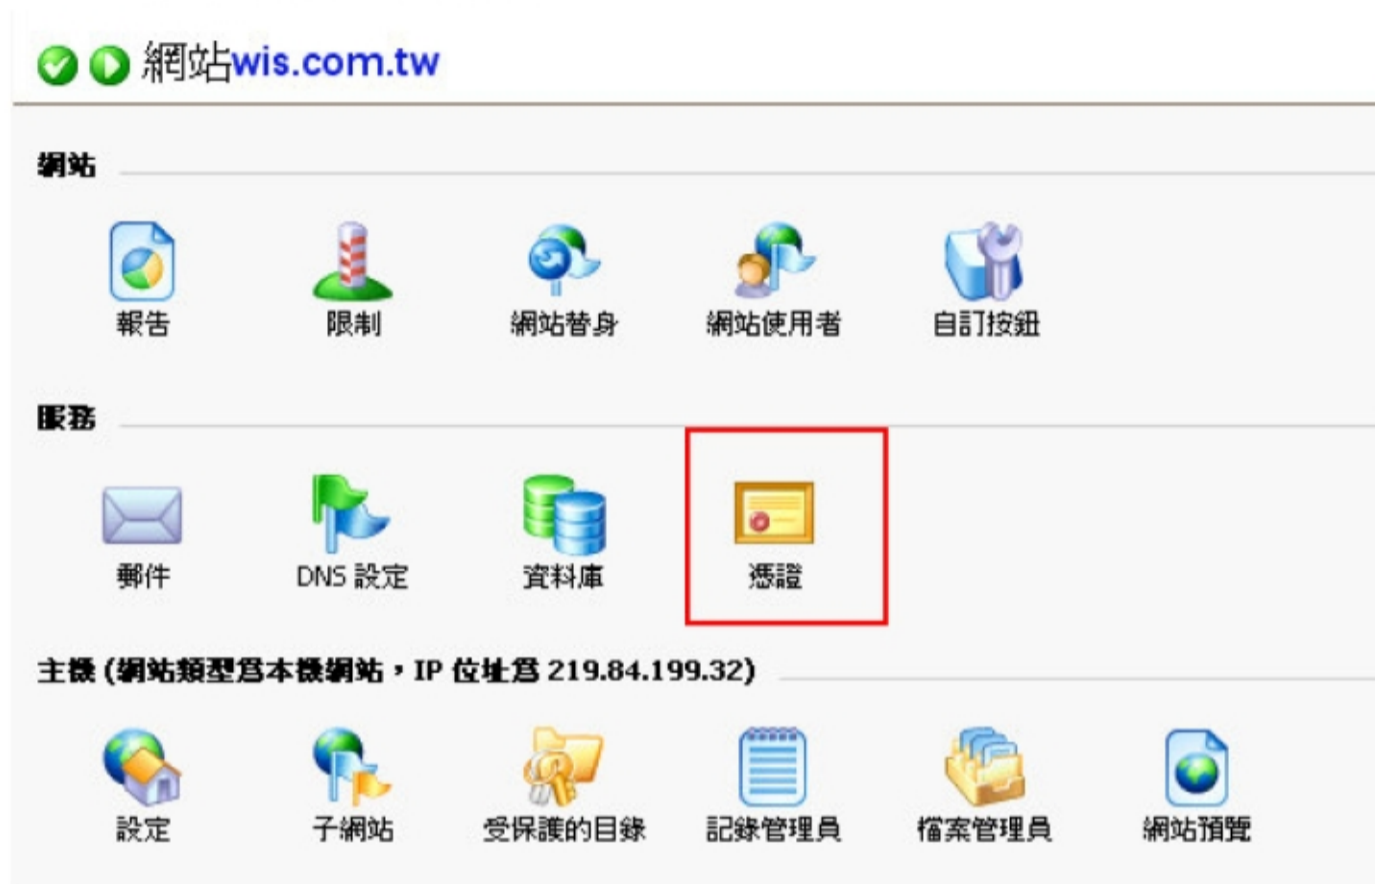 網站wis.com.tw
網站
報告 限制 網站替身 網站使用者 自訂按鈕
服務
郵件 DNS 設定 資料庫 憑證
主機 (網站類型為本機網站，IP 位址為 219.84.199.32)
設定 子網站 受保護的目錄 記錄管理員 檔案管理員 網站預覽